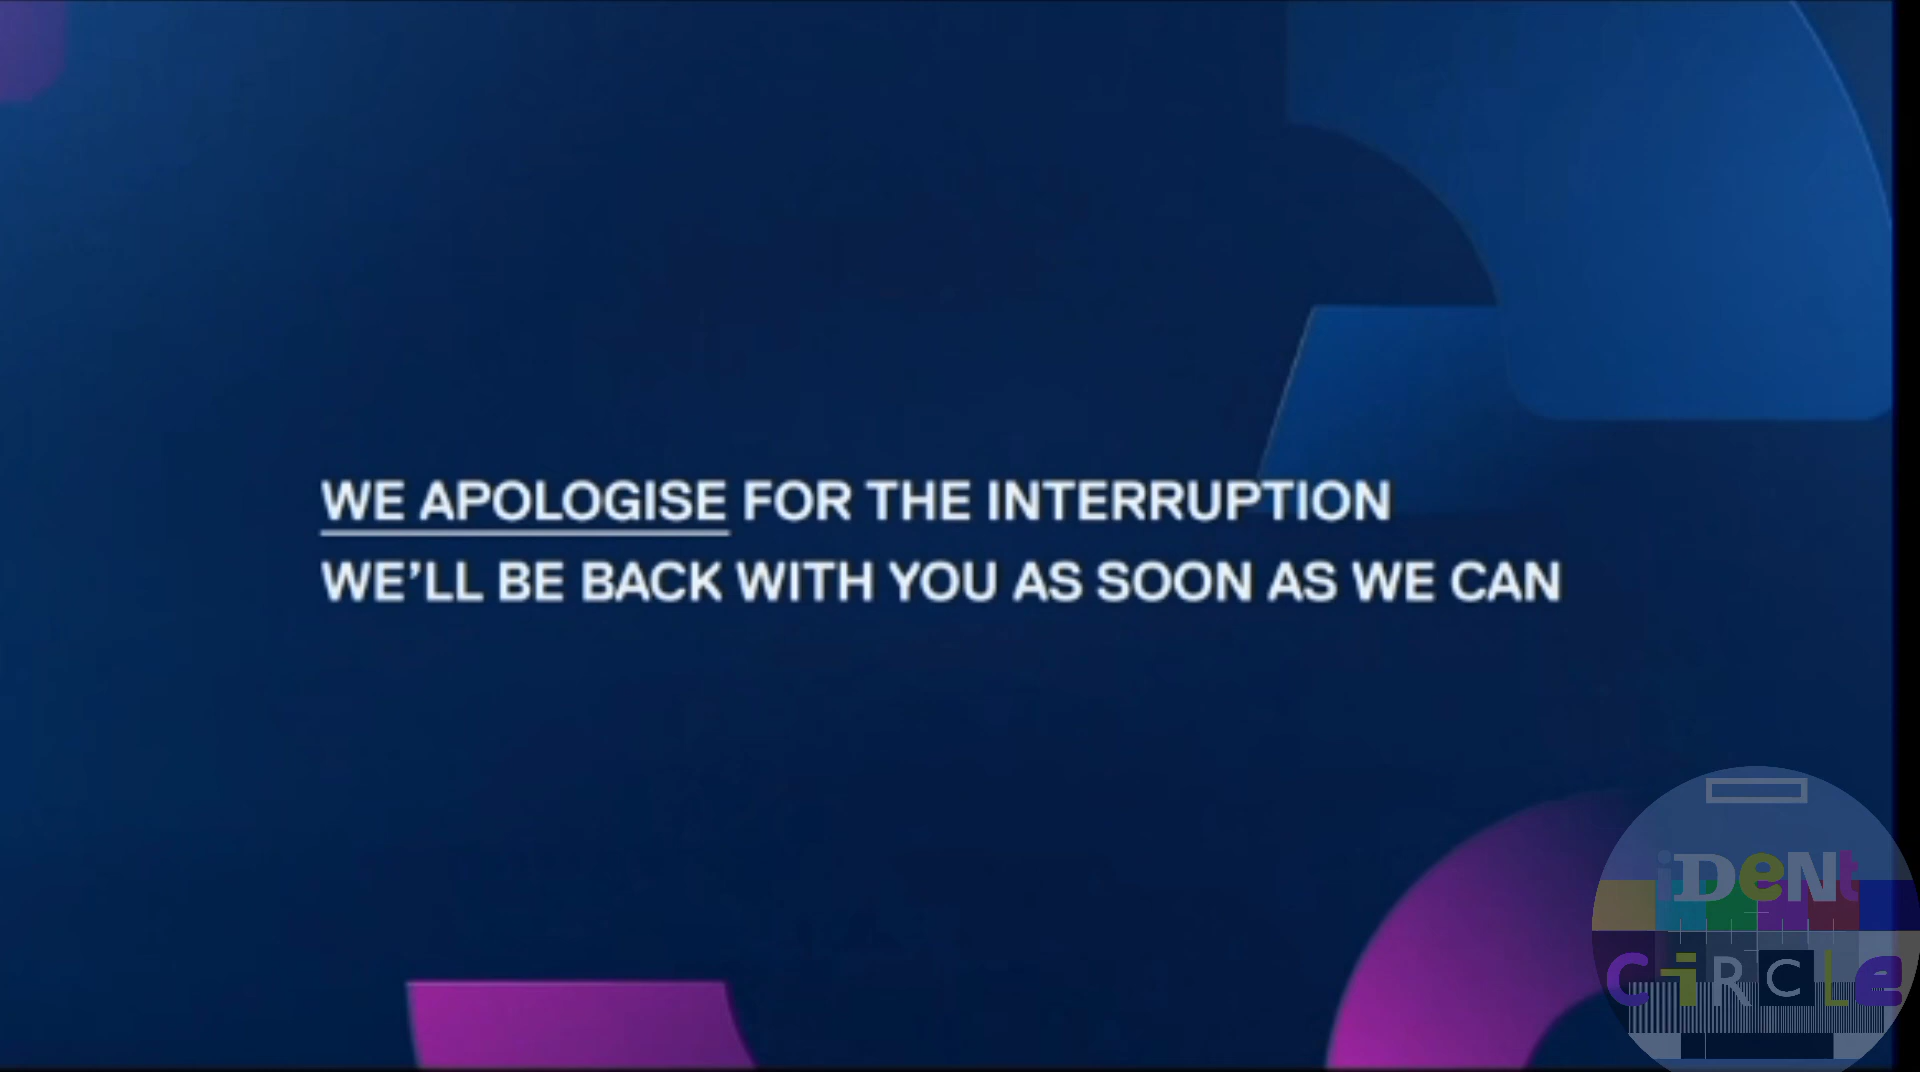 WE APOLOGISE FOR THE INTERRUPTION
WE'LL BE BACK WITH YOU AS SOON AS WE CAN
iDeNt
CiRCLe